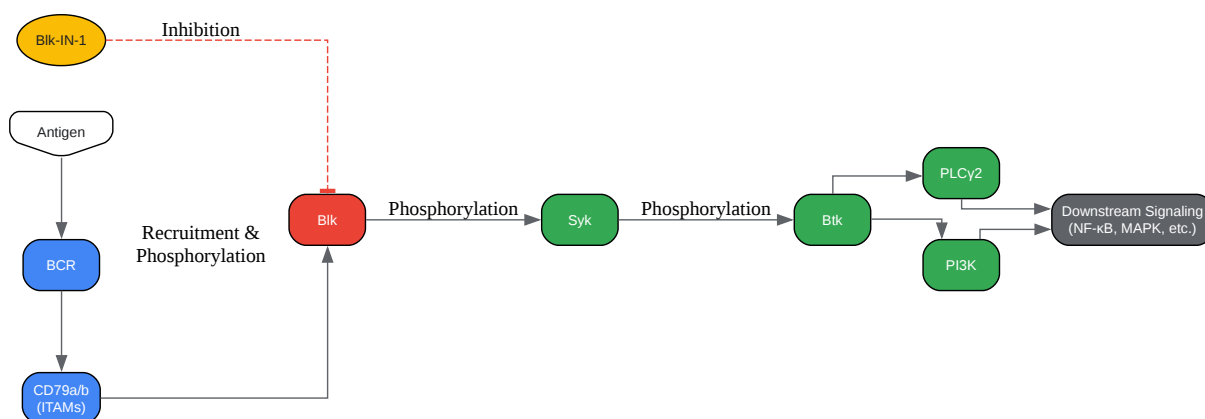 Blk-IN-1
Inhibition
Antigen
BCR
CD79a/b
(ITAMs)
Recruitment &
Phosphorylation
Blk
Phosphorylation
Syk
Phosphorylation
Btk
PLCγ2
PI3K
Downstream Signaling
(NF-κB, MAPK, etc.)